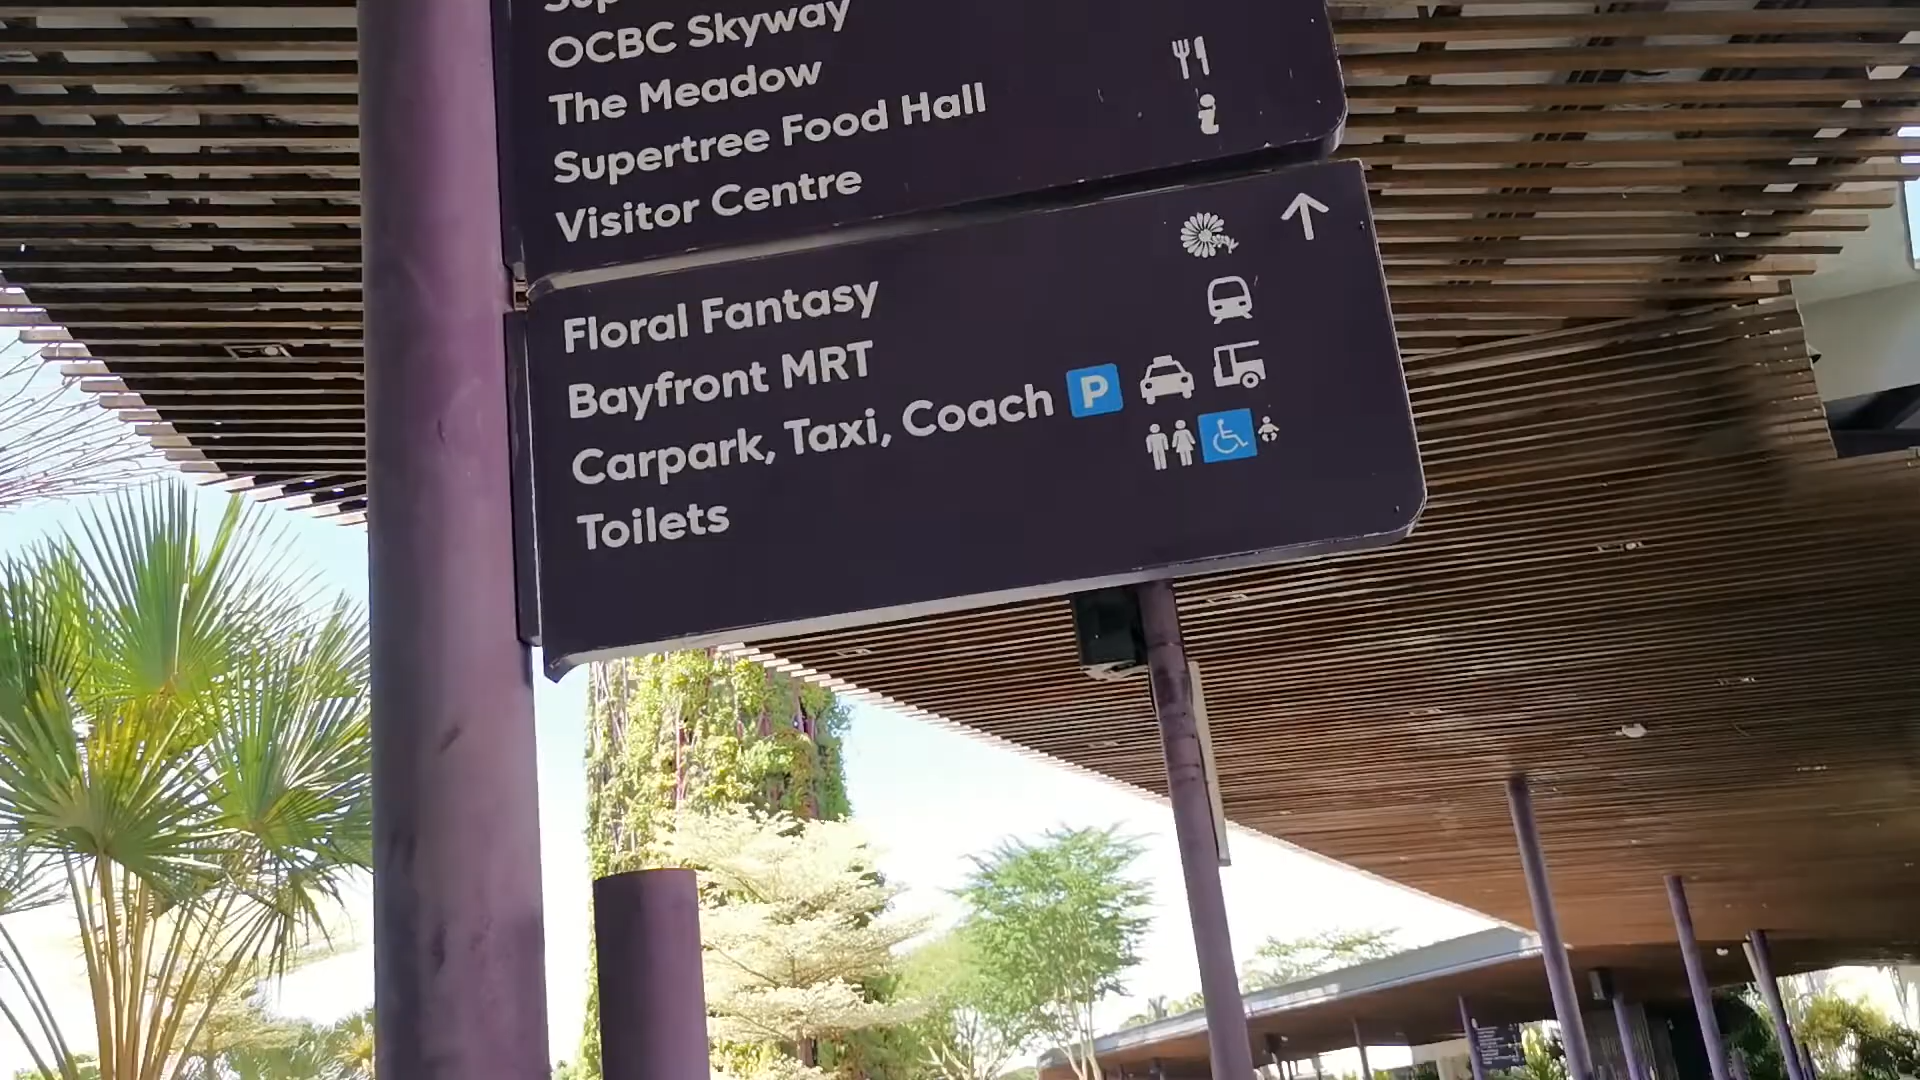 OCBC Skyway
The Meadow
Supertree Food Hall
Visitor Centre
Floral Fantasy
Bayfront MRT
Carpark, Taxi, Coach P
Toilets